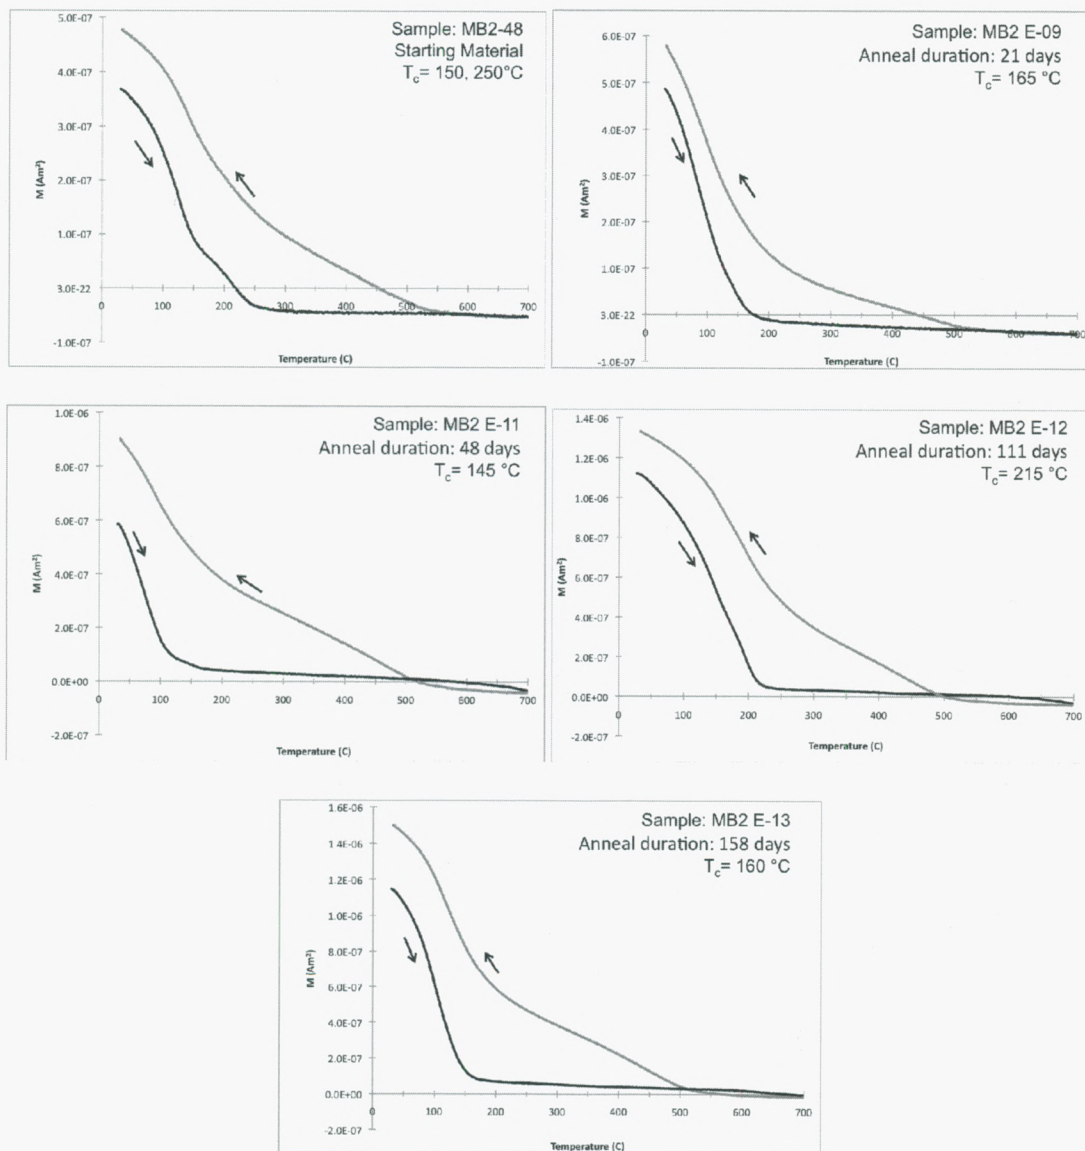 Sample: MB2-48
Starting Material
Tc= 150, 250°C
5.0E-07
4.0E-07
3.0E-07
2.0E-07
1.0E-07
3.0E-22
-1.0E-07
M (Am²)
0 100 200 300 400 500 600 700
Temperature (C)
Sample: MB2 E-09
Anneal duration: 21 days
Tc= 165 °C
6.0E-07
5.0E-07
4.0E-07
3.0E-07
2.0E-07
1.0E-07
3.0E-22
-1.0E-07
M (Am²)
0 100 200 300 400 500 600 700
Temperature (C)
Sample: MB2 E-11
Anneal duration: 48 days
Tc= 145 °C
1.0E-06
8.0E-07
6.0E-07
4.0E-07
2.0E-07
0.0E+00
-2.0E-07
M (Am²)
0 100 200 300 400 500 600 700
Temperature (C)
Sample: MB2 E-12
Anneal duration: 111 days
Tc= 215 °C
1.4E-06
1.2E-06
1.0E-06
8.0E-07
6.0E-07
4.0E-07
2.0E-07
0.0E+00
-2.0E-07
M (Am²)
0 100 200 300 400 500 600 700
Temperature (C)
Sample: MB2 E-13
Anneal duration: 158 days
Tc= 160 °C
1.6E-06
1.4E-06
1.2E-06
1.0E-06
8.0E-07
6.0E-07
4.0E-07
2.0E-07
0.0E+00
-2.0E-07
M (Am²)
0 100 200 300 400 500 600 700
Temperature (C)